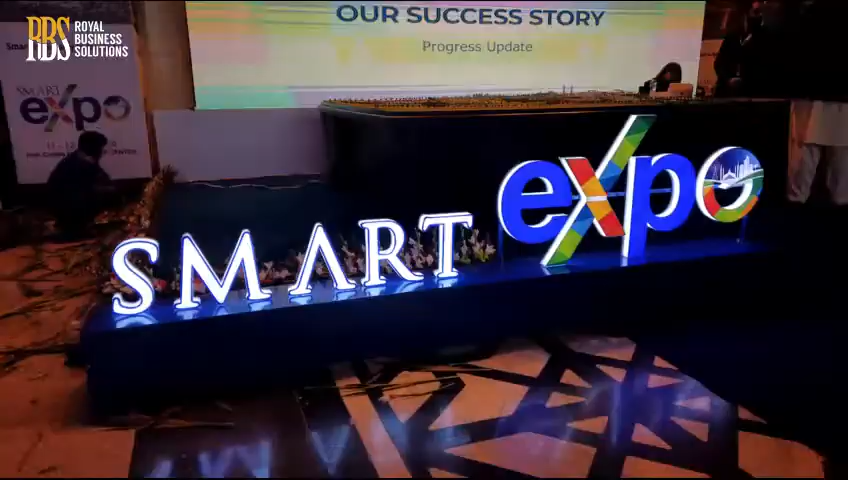 RBS ROYAL
BUSINESS
SOLUTIONS
OUR SUCCESS STORY
Progress Update
SMART
expo
SMART
expo